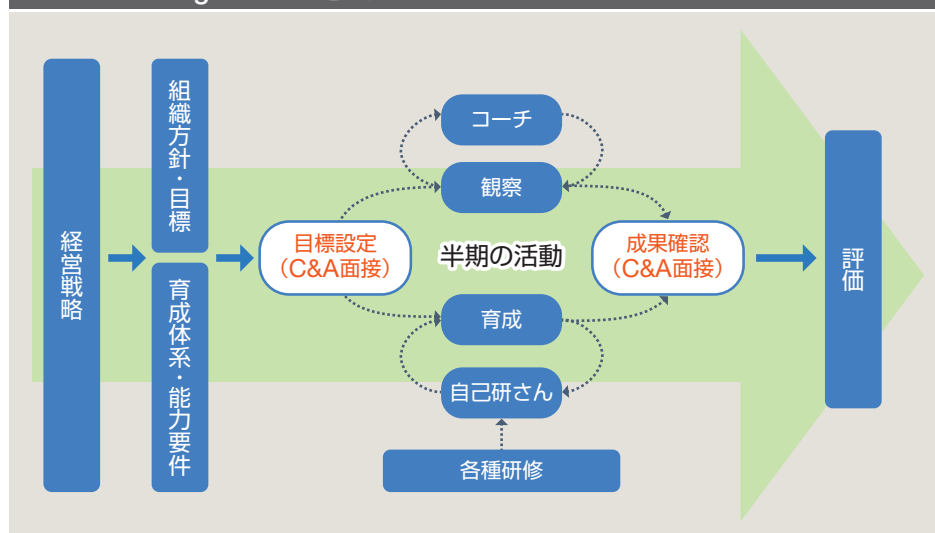 経営戦略
組織方針・目標
育成体系・能力要件
目標設定
（C&A面接）
コーチ
観察
半期の活動
育成
自己研さん
各種研修
成果確認
（C&A面接）
評価